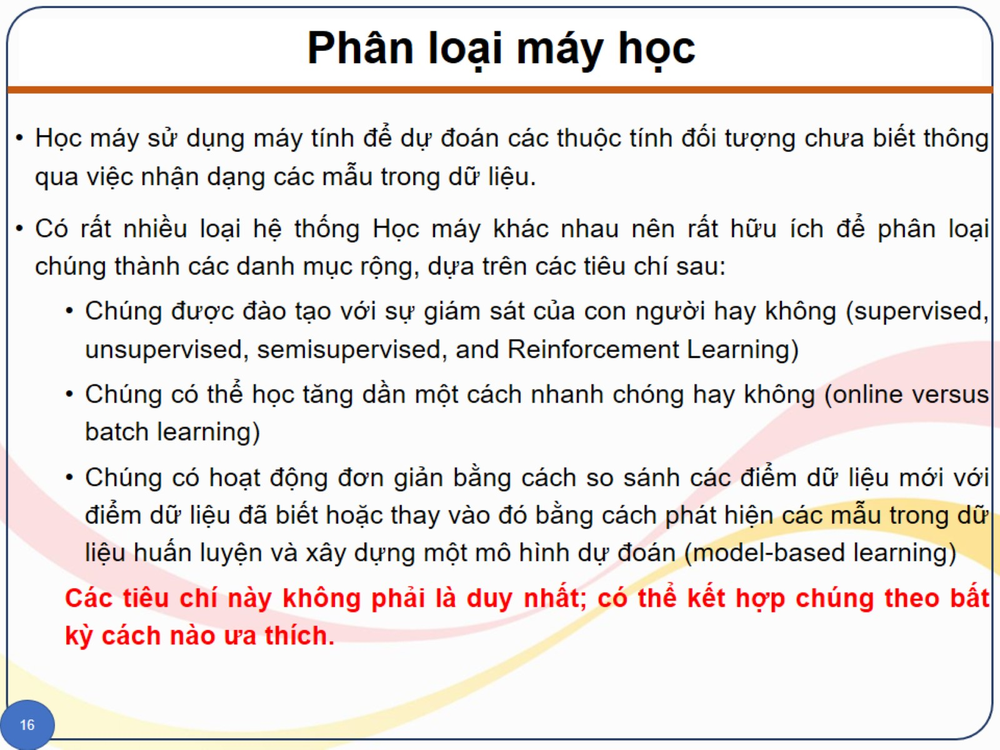 Phân loại máy học
• Học máy sử dụng máy tính để dự đoán các thuộc tính đối tượng chưa biết thông
qua việc nhận dạng các mẫu trong dữ liệu.
• Có rất nhiều loại hệ thống Học máy khác nhau nên rất hữu ích để phân loại
chúng thành các danh mục rộng, dựa trên các tiêu chí sau:
• Chúng được đào tạo với sự giám sát của con người hay không (supervised,
unsupervised, semisupervised, and Reinforcement Learning)
• Chúng có thể học tăng dần một cách nhanh chóng hay không (online versus
batch learning)
• Chúng có hoạt động đơn giản bằng cách so sánh các điểm dữ liệu mới với
điểm dữ liệu đã biết hoặc thay vào đó bằng cách phát hiện các mẫu trong dữ
liệu huấn luyện và xây dựng một mô hình dự đoán (model-based learning)
Các tiêu chí này không phải là duy nhất; có thể kết hợp chúng theo bất
kỳ cách nào ưa thích.
16